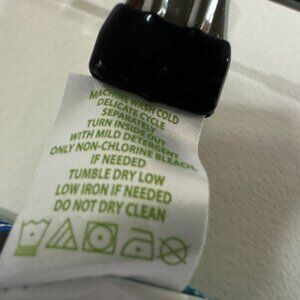 MACHINE WASH COLD
DELICATE CYCLE
SEPARATELY
TURN INSIDE OUT
WITH MILD DETERGENT
ONLY NON-CHLORINE BLEACH
IF NEEDED
TUMBLE DRY LOW
LOW IRON IF NEEDED
DO NOT DRY CLEAN